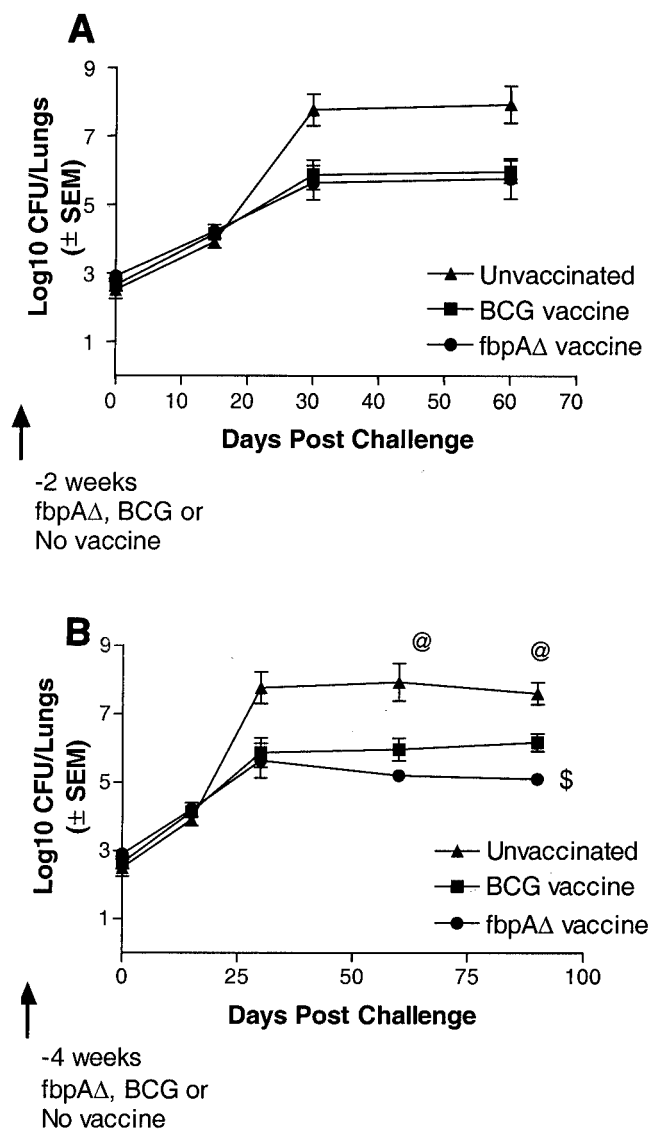 A
9
7
5
3
1
Log10 CFU/Lungs
(± SEM)
Unvaccinated
BCG vaccine
fbpAΔ vaccine
0 10 20 30 40 50 60 70
Days Post Challenge
-2 weeks
fbpAΔ, BCG or
No vaccine
B
9
7
5
3
1
Log10 CFU/Lungs
(± SEM)
@ @
$
Unvaccinated
BCG vaccine
fbpAΔ vaccine
0 25 50 75 100
Days Post Challenge
-4 weeks
fbpAΔ, BCG or
No vaccine